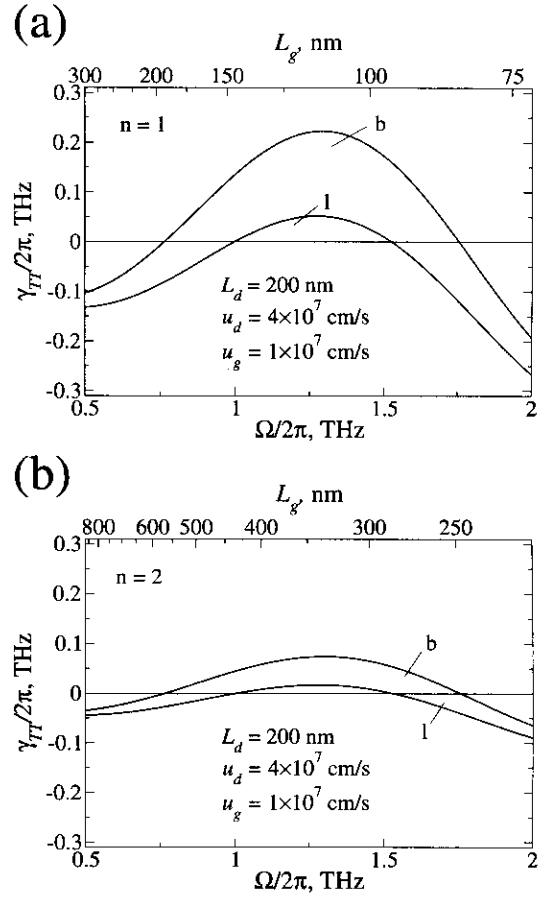 (a)
L_g, nm
300 200 150 100 75
0.3
0.2
0.1
0
-0.1
-0.2
-0.3
γ_TT/2π, THz
n = 1
b
l
L_d = 200 nm
u_d = 4×10^7 cm/s
u_g = 1×10^7 cm/s
0.5 1 1.5 2
Ω/2π, THz
(b)
L_g, nm
800 600 500 400 300 250
0.3
0.2
0.1
0
-0.1
-0.2
-0.3
γ_TT/2π, THz
n = 2
b
l
L_d = 200 nm
u_d = 4×10^7 cm/s
u_g = 1×10^7 cm/s
0.5 1 1.5 2
Ω/2π, THz